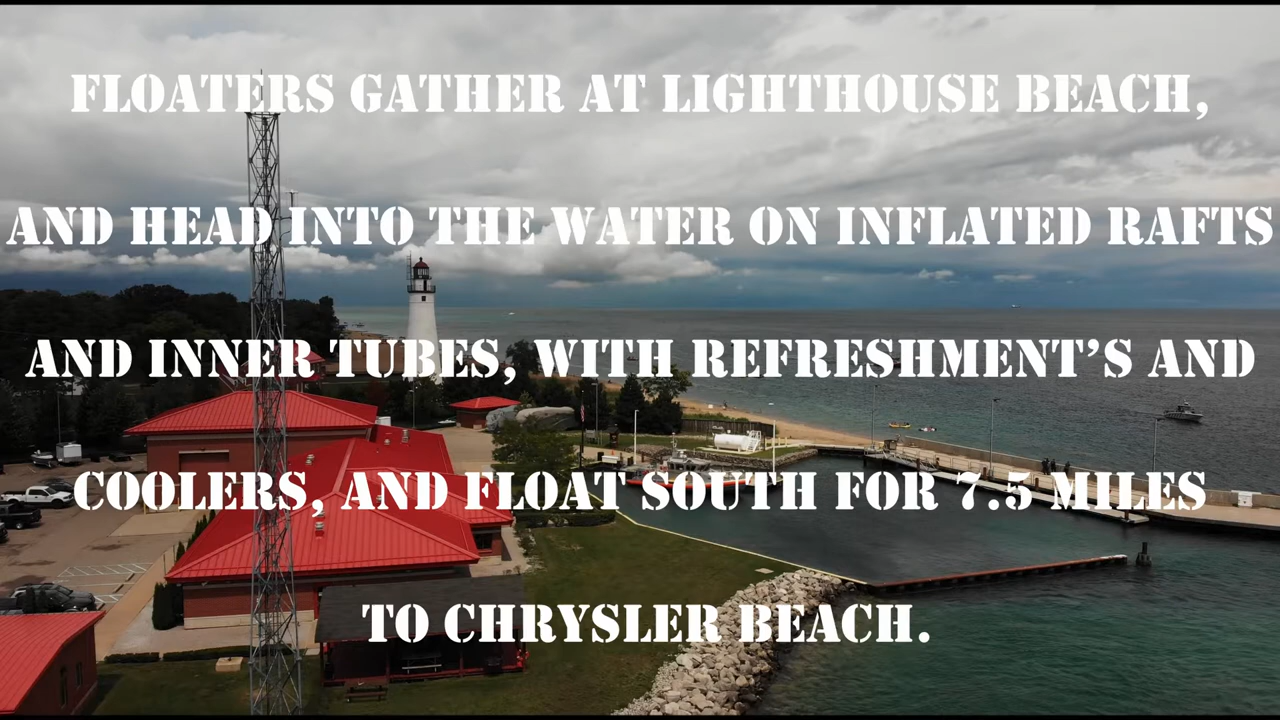 FLOATERS GATHER AT LIGHTHOUSE BEACH,
AND HEAD INTO THE WATER ON INFLATED RAFTS
AND INNER TUBES, WITH REFRESHMENT'S AND
COOLERS, AND FLOAT SOUTH FOR 7.5 MILES
TO CHRYSLER BEACH.